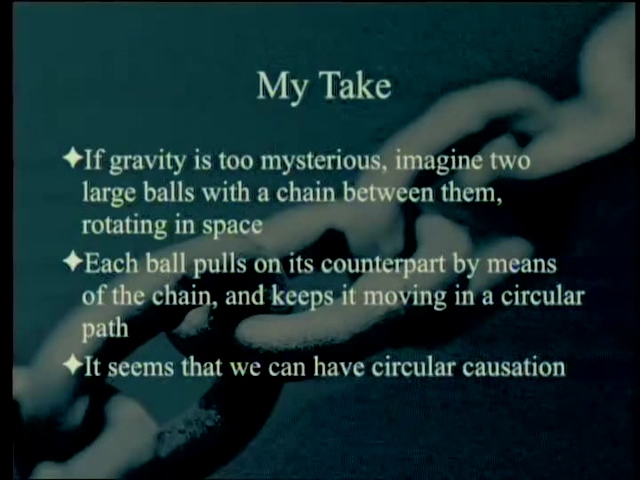 My Take
✦If gravity is too mysterious, imagine two
large balls with a chain between them,
rotating in space
✦Each ball pulls on its counterpart by means
of the chain, and keeps it moving in a circular
path
✦It seems that we can have circular causation